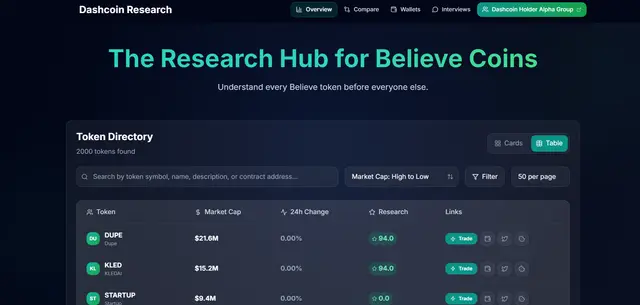 Dashcoin Research
Overview
Compare
Wallets
Interviews
Dashcoin Holder Alpha Group
The Research Hub for Believe Coins
Understand every Believe token before everyone else.
Token Directory
2000 tokens found
Cards
Table
Search by token symbol, name, description, or contract address...
Market Cap: High to Low
Filter
50 per page
Token
$ Market Cap
24h Change
Research
Links
DU
DUPE
Dupe
$21.6M
0.00%
94.0
Trade
KL
KLED
KLEDAI
$15.2M
0.00%
94.0
Trade
ST
STARTUP
Startup
$9.4M
0.00%
0.0
Trade